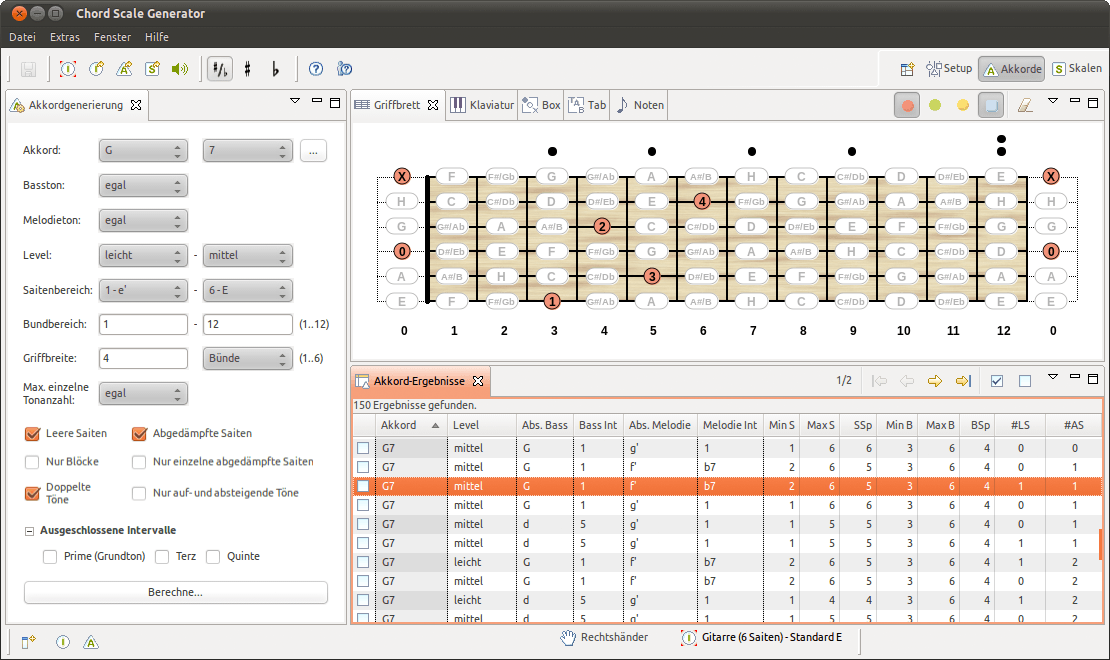 Chord Scale Generator
Datei Extras Fenster Hilfe
Setup Akkorde Skalen
Akkordgenerierung
Akkord: G 7 ...
Basston: egal
Melodieton: egal
Level: leicht - mittel
Saitenbereich: 1 - e' - 6 - E
Bundbereich: 1 - 12 (1..12)
Griffbreite: 4 Bünde (1..6)
Max. einzelne
Tonanzahl: egal
Leere Saiten Abgedämpfte Saiten
Nur Blöcke Nur einzelne abgedämpfte Saiten
Doppelte
Töne Nur auf- und absteigende Töne
Ausgeschlossene Intervalle
Prime (Grundton) Terz Quinte
Berechne...
Griffbrett Klaviatur Box Tab Noten
X F F#/Gb G G#/Ab A A#/B H C C#/Db D D#/Eb E X
H C C#/Db D D#/Eb E 4 F#/Gb G G#/Ab A A#/B H H
G G#/Ab A A#/B 2 C C#/Db D D#/Eb E F F#/Gb G G
0 D#/Eb E F F#/Gb G G#/Ab A A#/B H C C#/Db D 0
A A#/B H C C#/Db 3 D#/Eb E F F#/Gb G G#/Ab A A
E F F#/Gb 1 G#/Ab A A#/B H C C#/Db D D#/Eb E E
0 1 2 3 4 5 6 7 8 9 10 11 12 0
Akkord-Ergebnisse 1/2
150 Ergebnisse gefunden.
Akkord Level Abs. Bass Bass Int Abs. Melodie Melodie Int Min S Max S SSp Min B Max B BSp #LS #AS
G7 mittel G 1 g' 1 1 6 6 3 6 4 0 0
G7 mittel G 1 f' b7 2 6 5 3 6 4 0 1
G7 mittel G 1 f' b7 2 6 5 3 6 4 1 1
G7 mittel G 1 g' 1 1 6 6 3 6 4 0 1
G7 mittel d 5 g' 1 1 5 5 3 6 4 0 1
G7 mittel d 5 g' 1 1 5 5 3 6 4 1 1
G7 leicht G 1 f' b7 2 6 5 3 6 4 1 2
G7 mittel G 1 f' b7 2 6 5 3 6 4 0 2
G7 leicht d 5 g' 1 1 4 4 3 6 4 1 2
G7 mittel d 5 g' 1 1 5 5 3 6 4 0 2
Rechtshänder Gitarre (6 Saiten) - Standard E